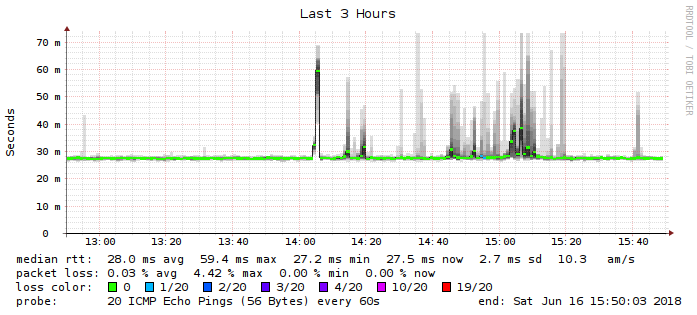 Last 3 Hours
RRDTOOL / TOBI OETIKER
Seconds
70 m
60 m
50 m
40 m
30 m
20 m
10 m
0
13:00 13:20 13:40 14:00 14:20 14:40 15:00 15:20 15:40
median rtt: 28.0 ms avg 59.4 ms max 27.2 ms min 27.5 ms now 2.7 ms sd 10.3 am/s
packet loss: 0.03 % avg 4.42 % max 0.00 % min 0.00 % now
loss color: 0 1/20 2/20 3/20 4/20 10/20 19/20
probe: 20 ICMP Echo Pings (56 Bytes) every 60s end: Sat Jun 16 15:50:03 2018